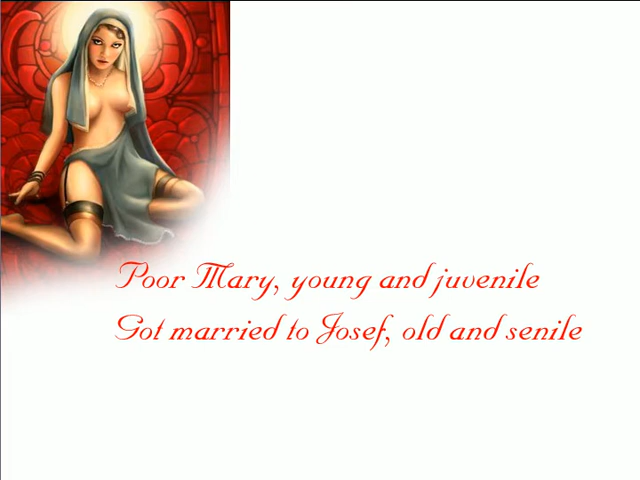 Poor Mary, young and juvenile
Got married to Josef, old and senile